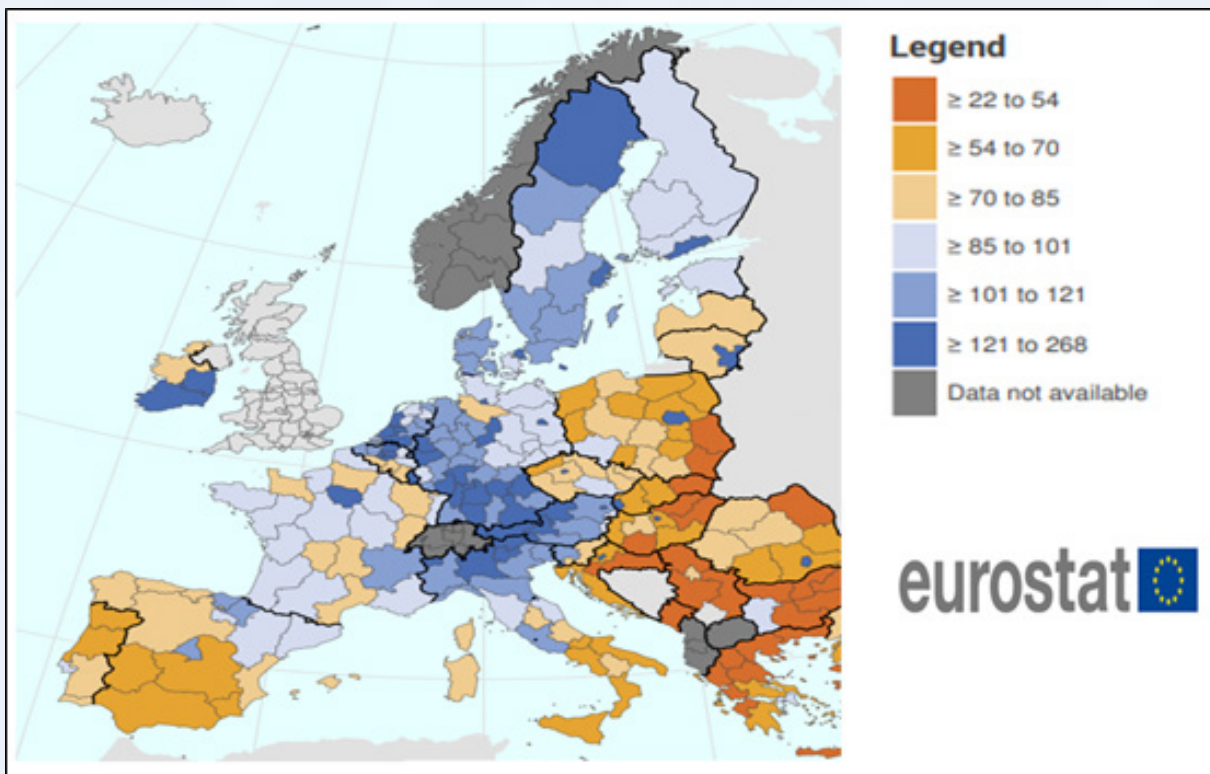 Legend
≥ 22 to 54
≥ 54 to 70
≥ 70 to 85
≥ 85 to 101
≥ 101 to 121
≥ 121 to 268
Data not available
eurostat